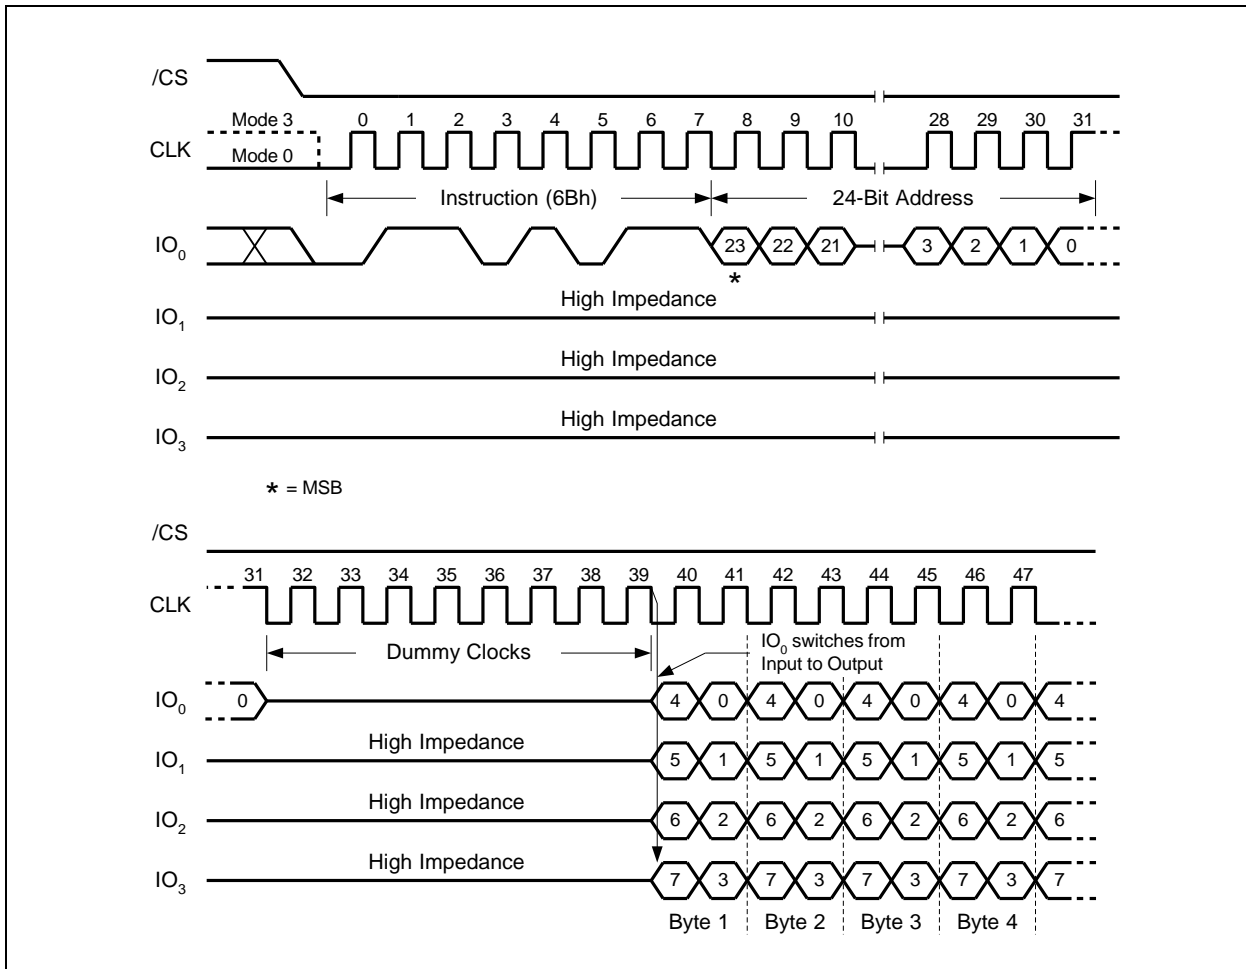 /CS
Mode 3 0 1 2 3 4 5 6 7 8 9 10 28 29 30 31
CLK
Mode 0
Instruction (6Bh) 24-Bit Address
IO0 23 22 21 3 2 1 0
*
High Impedance
IO1
High Impedance
IO2
High Impedance
IO3
* = MSB
/CS
31 32 33 34 35 36 37 38 39 40 41 42 43 44 45 46 47
CLK
Dummy Clocks
IO0 switches from
Input to Output
IO0 0 4 0 4 0 4 0 4 0 4
High Impedance
IO1 5 1 5 1 5 1 5 1 5
High Impedance
IO2 6 2 6 2 6 2 6 2 6
High Impedance
IO3 7 3 7 3 7 3 7 3 7
Byte 1 Byte 2 Byte 3 Byte 4